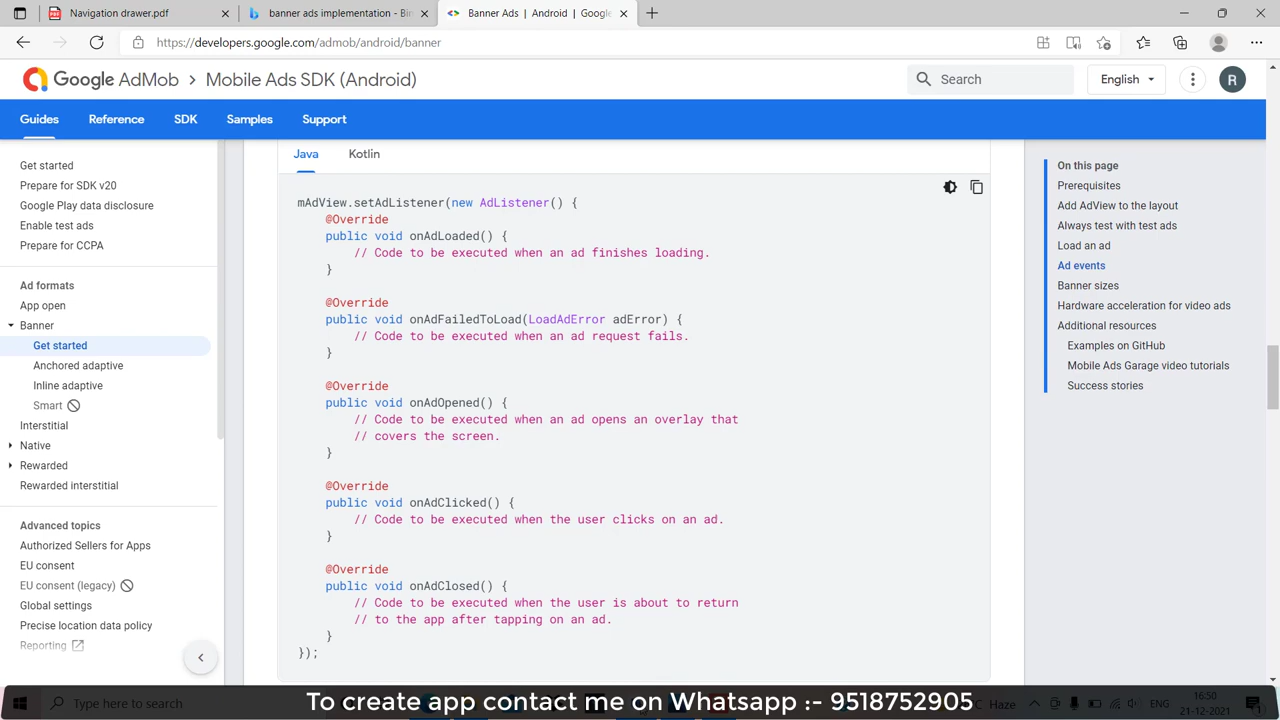 Navigation drawer.pdf
banner ads implementation - Bin
Banner Ads | Android | Google
https://developers.google.com/admob/android/banner
Google AdMob > Mobile Ads SDK (Android)
Search
English
R
Guides
Reference
SDK
Samples
Support
Get started
Prepare for SDK v20
Google Play data disclosure
Enable test ads
Prepare for CCPA
Ad formats
App open
Banner
Get started
Anchored adaptive
Inline adaptive
Smart
Interstitial
Native
Rewarded
Rewarded interstitial
Advanced topics
Authorized Sellers for Apps
EU consent
EU consent (legacy)
Global settings
Precise location data policy
Reporting
Java
Kotlin
mAdView.setAdListener(new AdListener() {
@Override
public void onAdLoaded() {
// Code to be executed when an ad finishes loading.
}
@Override
public void onAdFailedToLoad(LoadAdError adError) {
// Code to be executed when an ad request fails.
}
@Override
public void onAdOpened() {
// Code to be executed when an ad opens an overlay that
// covers the screen.
}
@Override
public void onAdClicked() {
// Code to be executed when the user clicks on an ad.
}
@Override
public void onAdClosed() {
// Code to be executed when the user is about to return
// to the app after tapping on an ad.
}
});
On this page
Prerequisites
Add AdView to the layout
Always test with test ads
Load an ad
Ad events
Banner sizes
Hardware acceleration for video ads
Additional resources
Examples on GitHub
Mobile Ads Garage video tutorials
Success stories
Type here to search
To create app contact me on Whatsapp :- 9518752905
Haze
ENG
16:50
21-12-2021